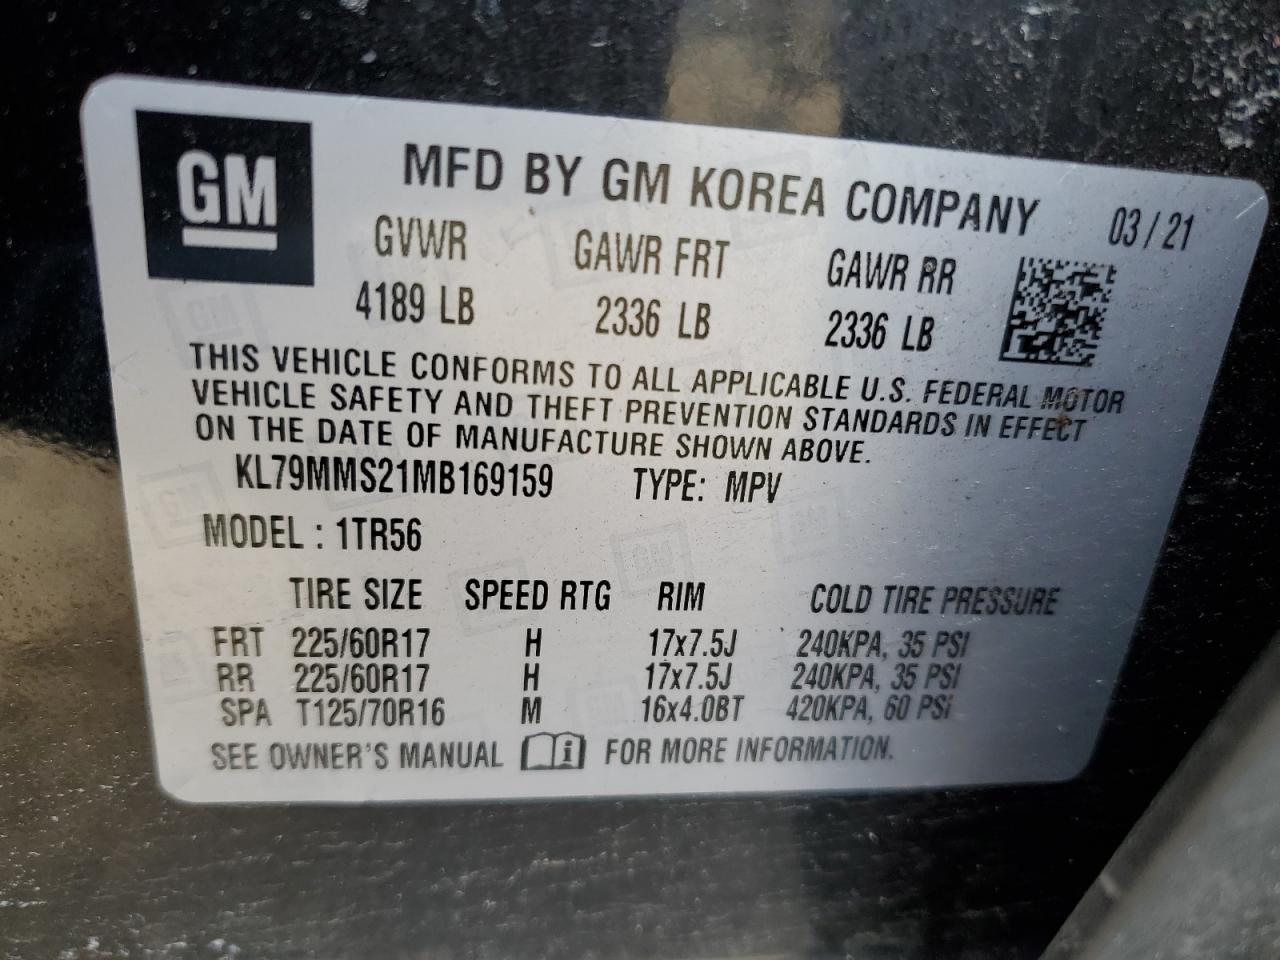 GM
MFD BY GM KOREA COMPANY 03/21
GVWR GAWR FRT GAWR RR
4189 LB 2336 LB 2336 LB
THIS VEHICLE CONFORMS TO ALL APPLICABLE U.S. FEDERAL MOTOR
VEHICLE SAFETY AND THEFT PREVENTION STANDARDS IN EFFECT
ON THE DATE OF MANUFACTURE SHOWN ABOVE.
KL79MMS21MB169159 TYPE: MPV
MODEL : 1TR56
TIRE SIZE SPEED RTG RIM COLD TIRE PRESSURE
FRT 225/60R17 H 17x7.5J 240KPA, 35 PSI
RR 225/60R17 H 17x7.5J 240KPA, 35 PSI
SPA T125/70R16 M 16x4.0BT 420KPA, 60 PSI
SEE OWNER'S MANUAL i FOR MORE INFORMATION.